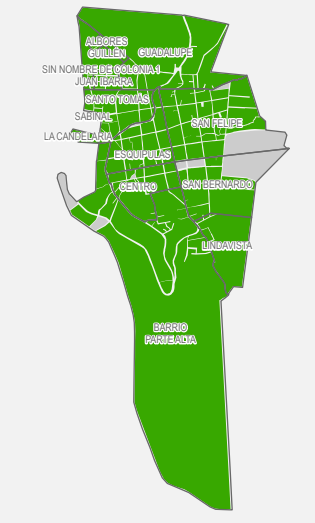 ALBORES
GUILLÉN
GUADALUPE
SIN NOMBRE DE COLONIA 1
JUAN IBARRA
SANTO TOMÁS
SABINAL
SAN FELIPE
LA CANDELARIA
ESQUIPULAS
CENTRO
SAN BERNARDO
LINDAVISTA
BARRIO
PARTE ALTA